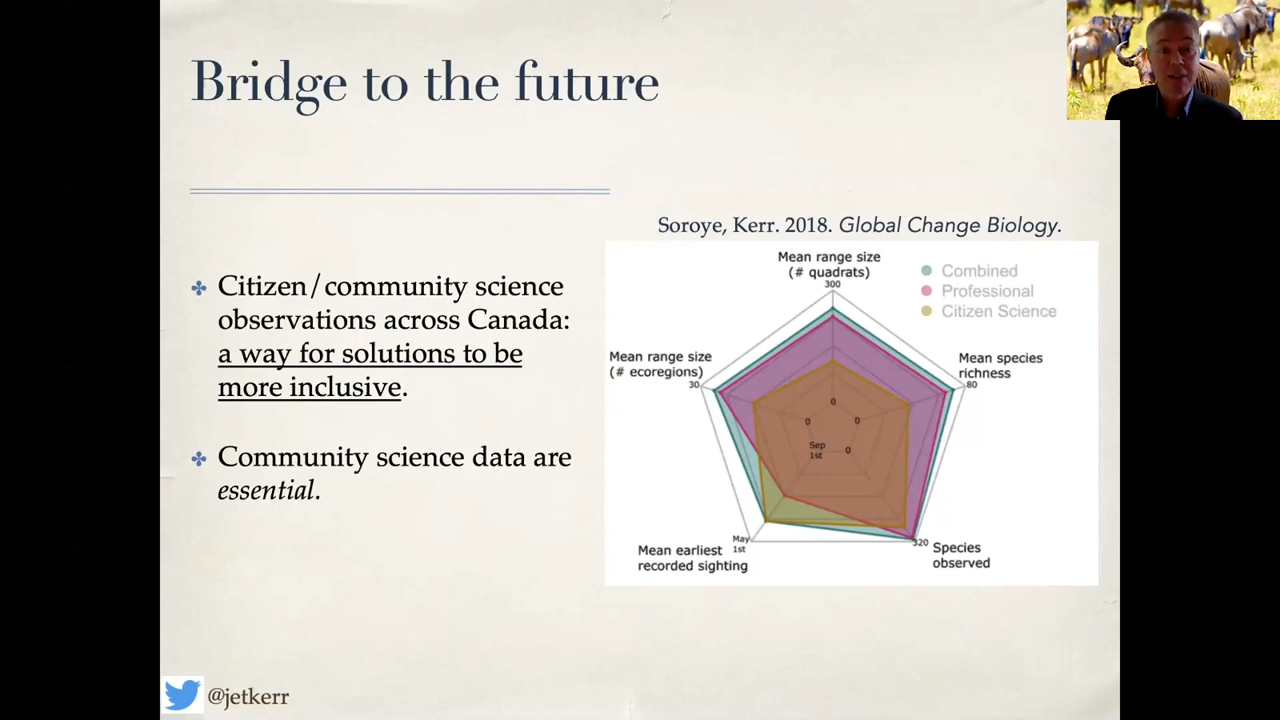 Bridge to the future
Citizen/community science
observations across Canada:
a way for solutions to be
more inclusive.
Community science data are
essential.
Soroye, Kerr. 2018. Global Change Biology.
Mean range size
(# quadrats)
300
Combined
Professional
Citizen Science
Mean range size
(# ecoregions)
30
Mean species
richness
80
0
0
0
Sep
1st
0
May
1st
Mean earliest
recorded sighting
320
Species
observed
@jetkerr